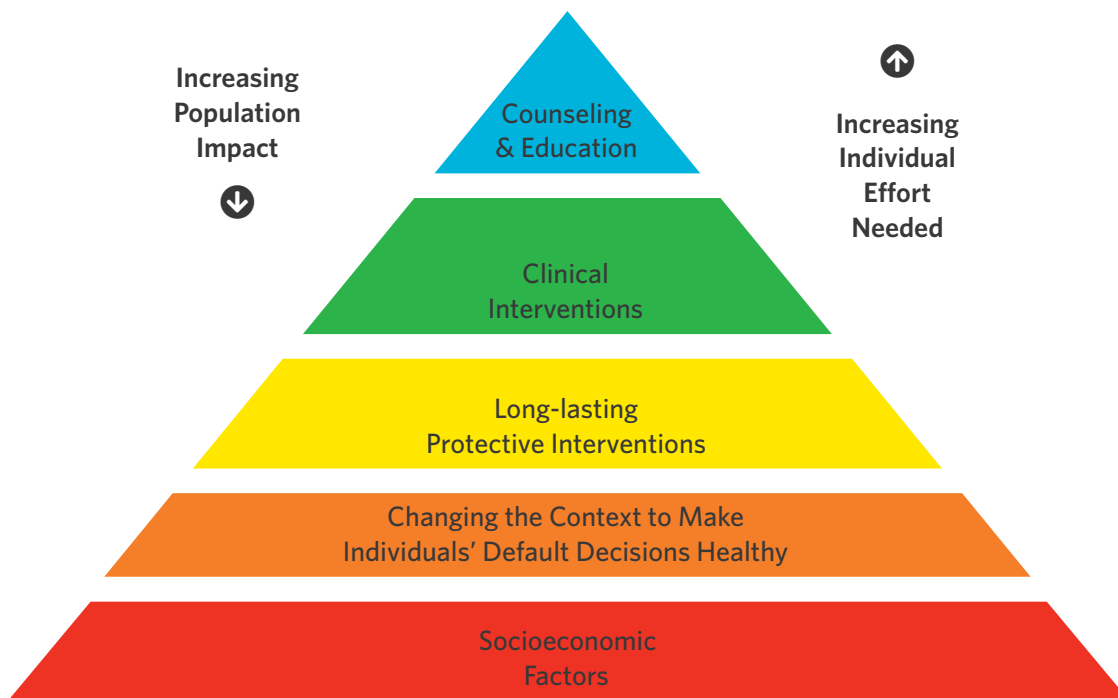 Increasing
Population
Impact
Increasing
Individual
Effort
Needed
Counseling
& Education
Clinical
Interventions
Long-lasting
Protective Interventions
Changing the Context to Make
Individuals’ Default Decisions Healthy
Socioeconomic
Factors